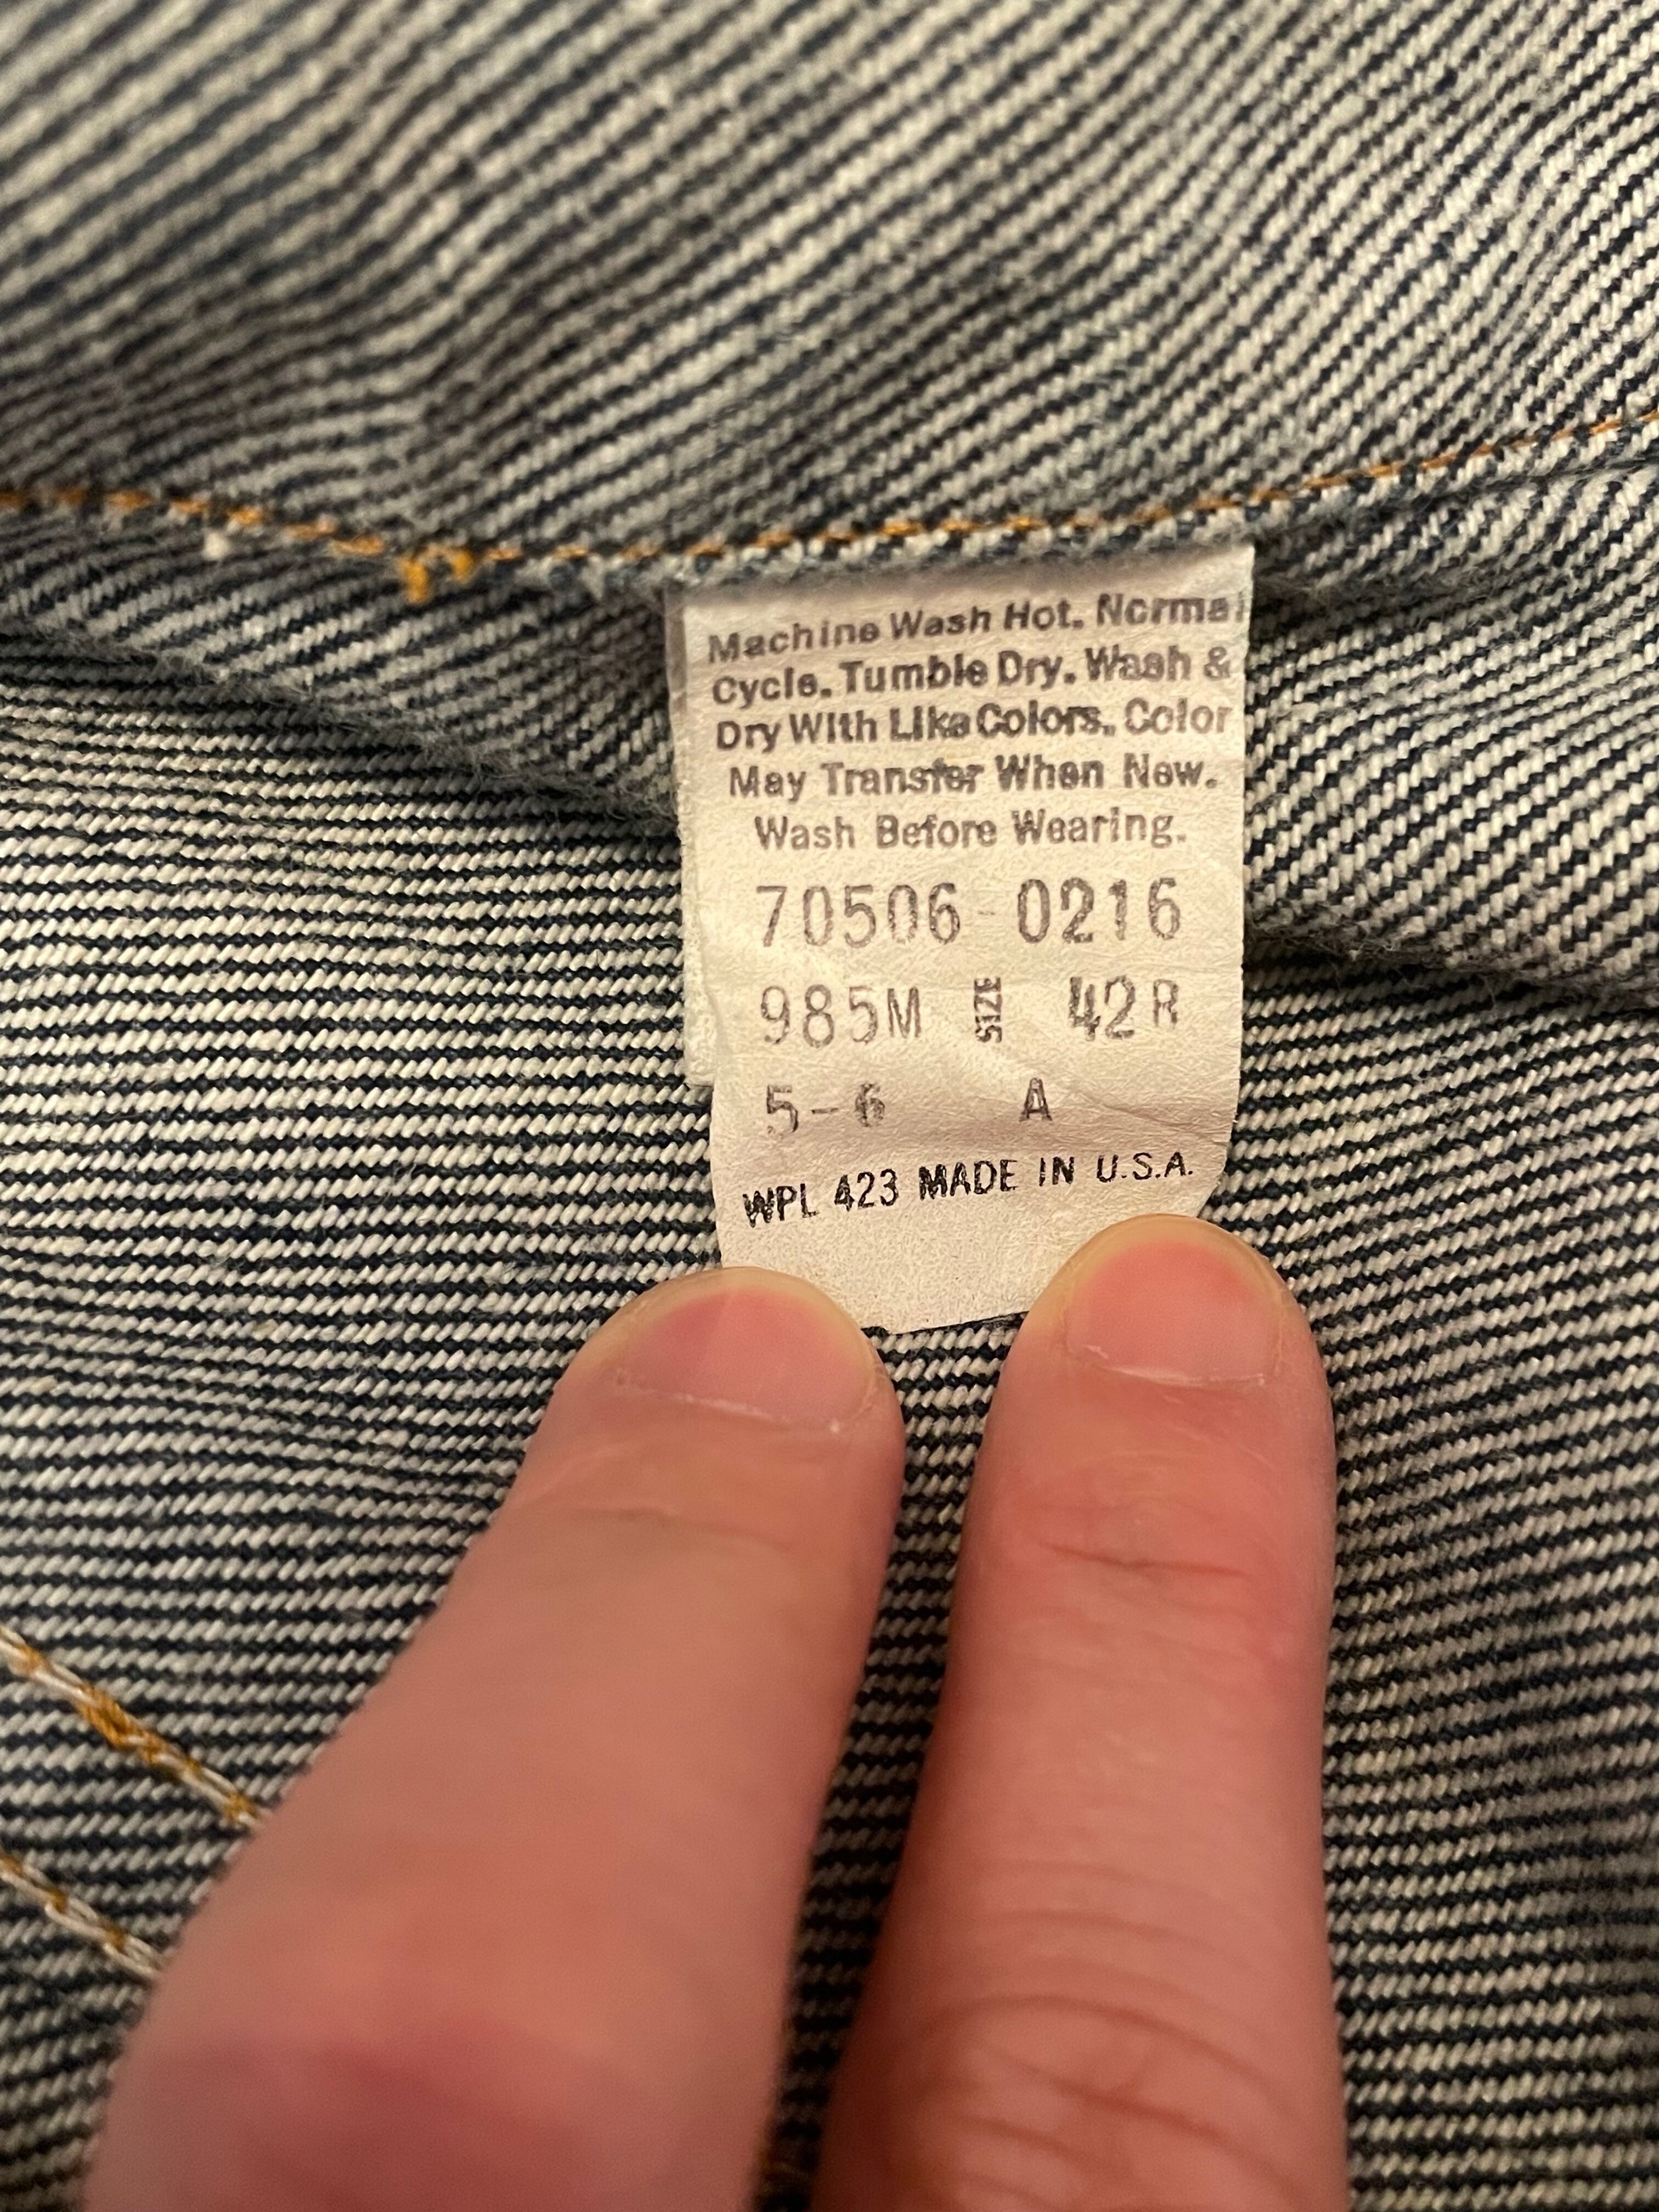 Machine Wash Hot. Normal
Cycle. Tumble Dry. Wash &
Dry With Like Colors. Color
May Transfer When New.
Wash Before Wearing.
70506-0216
985M SIZE 42R
5-6 A
WPL 423 MADE IN U.S.A.